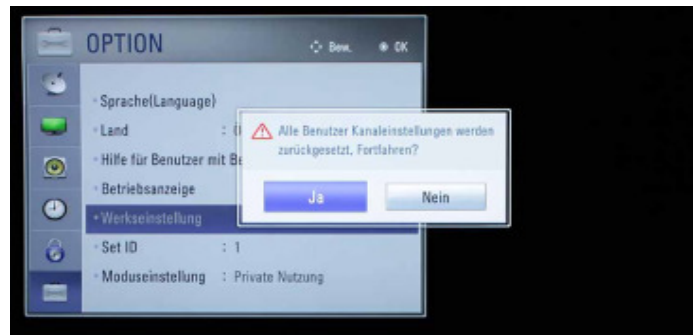 OPTION
Bew. OK
Sprache(Language)
Land :
Hilfe für Benutzer mit
Betriebsanzeige
Werkseinstellung
Set ID : 1
Moduseinstellung : Private Nutzung
Alle Benutzer Kanaleinstellungen werden
zurückgesetzt, Fortfahren?
Ja Nein